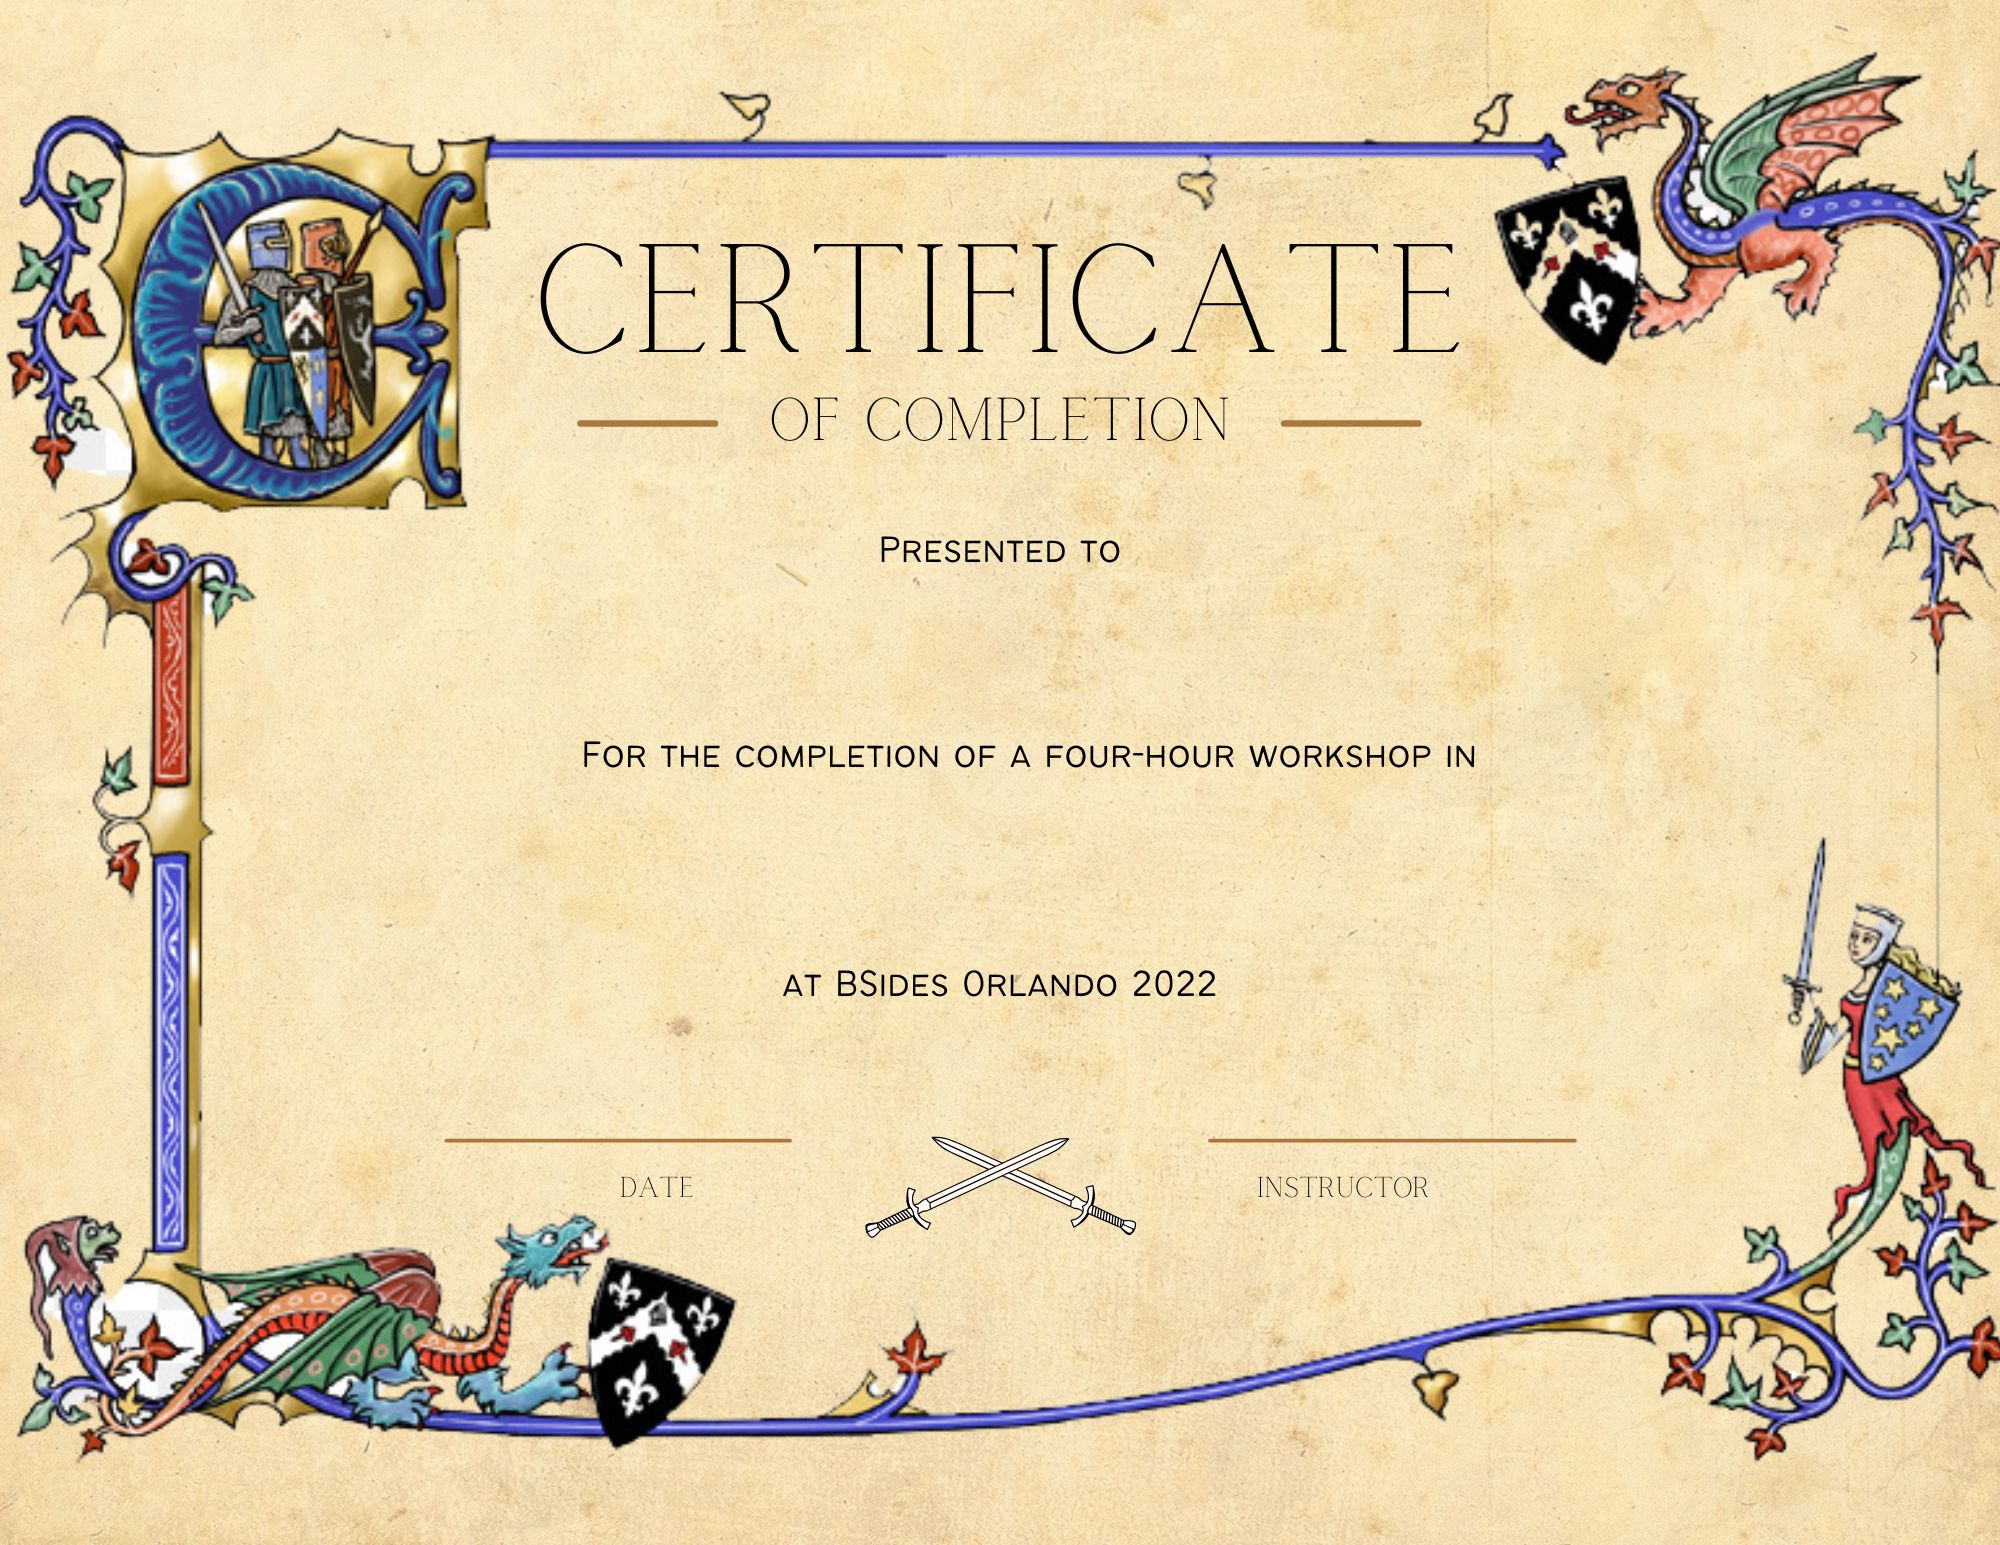 CERTIFICATE
OF COMPLETION
Presented to
For the completion of a four-hour workshop in
at BSides Orlando 2022
DATE
INSTRUCTOR